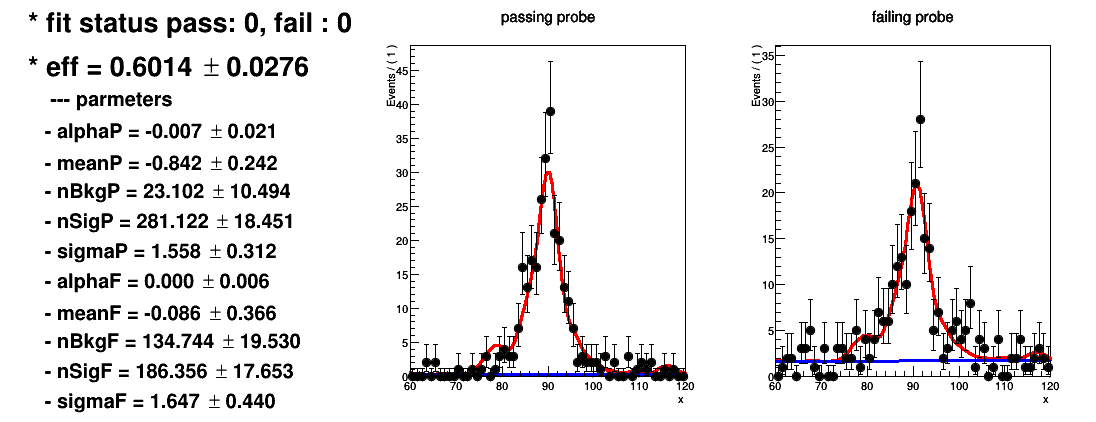 * fit status pass: 0, fail : 0
* eff = 0.6014 ± 0.0276
--- parmeters
- alphaP = -0.007 ± 0.021
- meanP = -0.842 ± 0.242
- nBkgP = 23.102 ± 10.494
- nSigP = 281.122 ± 18.451
- sigmaP = 1.558 ± 0.312
- alphaF = 0.000 ± 0.006
- meanF = -0.086 ± 0.366
- nBkgF = 134.744 ± 19.530
- nSigF = 186.356 ± 17.653
- sigmaF = 1.647 ± 0.440
passing probe
Events / ( 1 )
45
40
35
30
25
20
15
10
5
0
60 70 80 90 100 110 120
x
failing probe
Events / ( 1 )
30
25
20
15
10
5
0
60 70 80 90 100 110 120
x